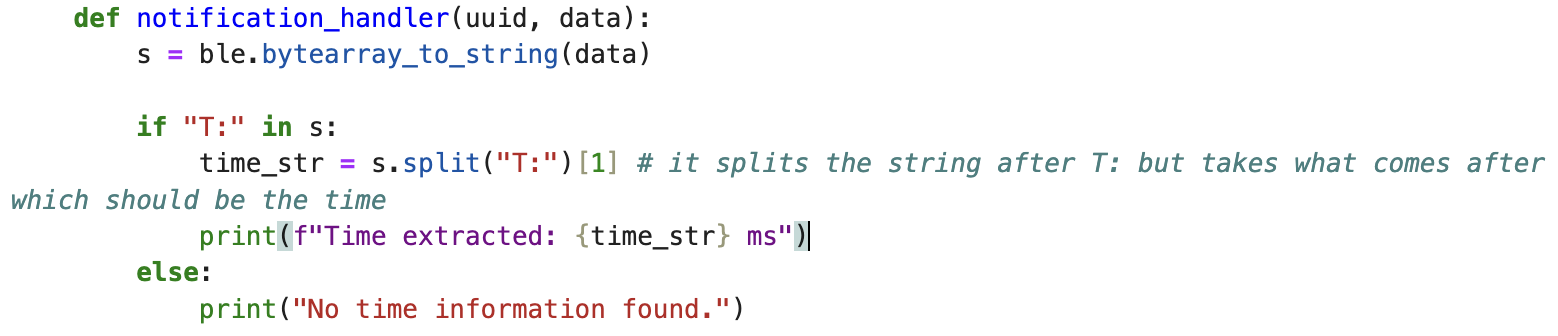 def notification_handler(uuid, data):
s = ble.bytearray_to_string(data)
if "T:" in s:
time_str = s.split("T:")[1] # it splits the string after T: but takes what comes after
which should be the time
print(f"Time extracted: {time_str} ms")
else:
print("No time information found.")